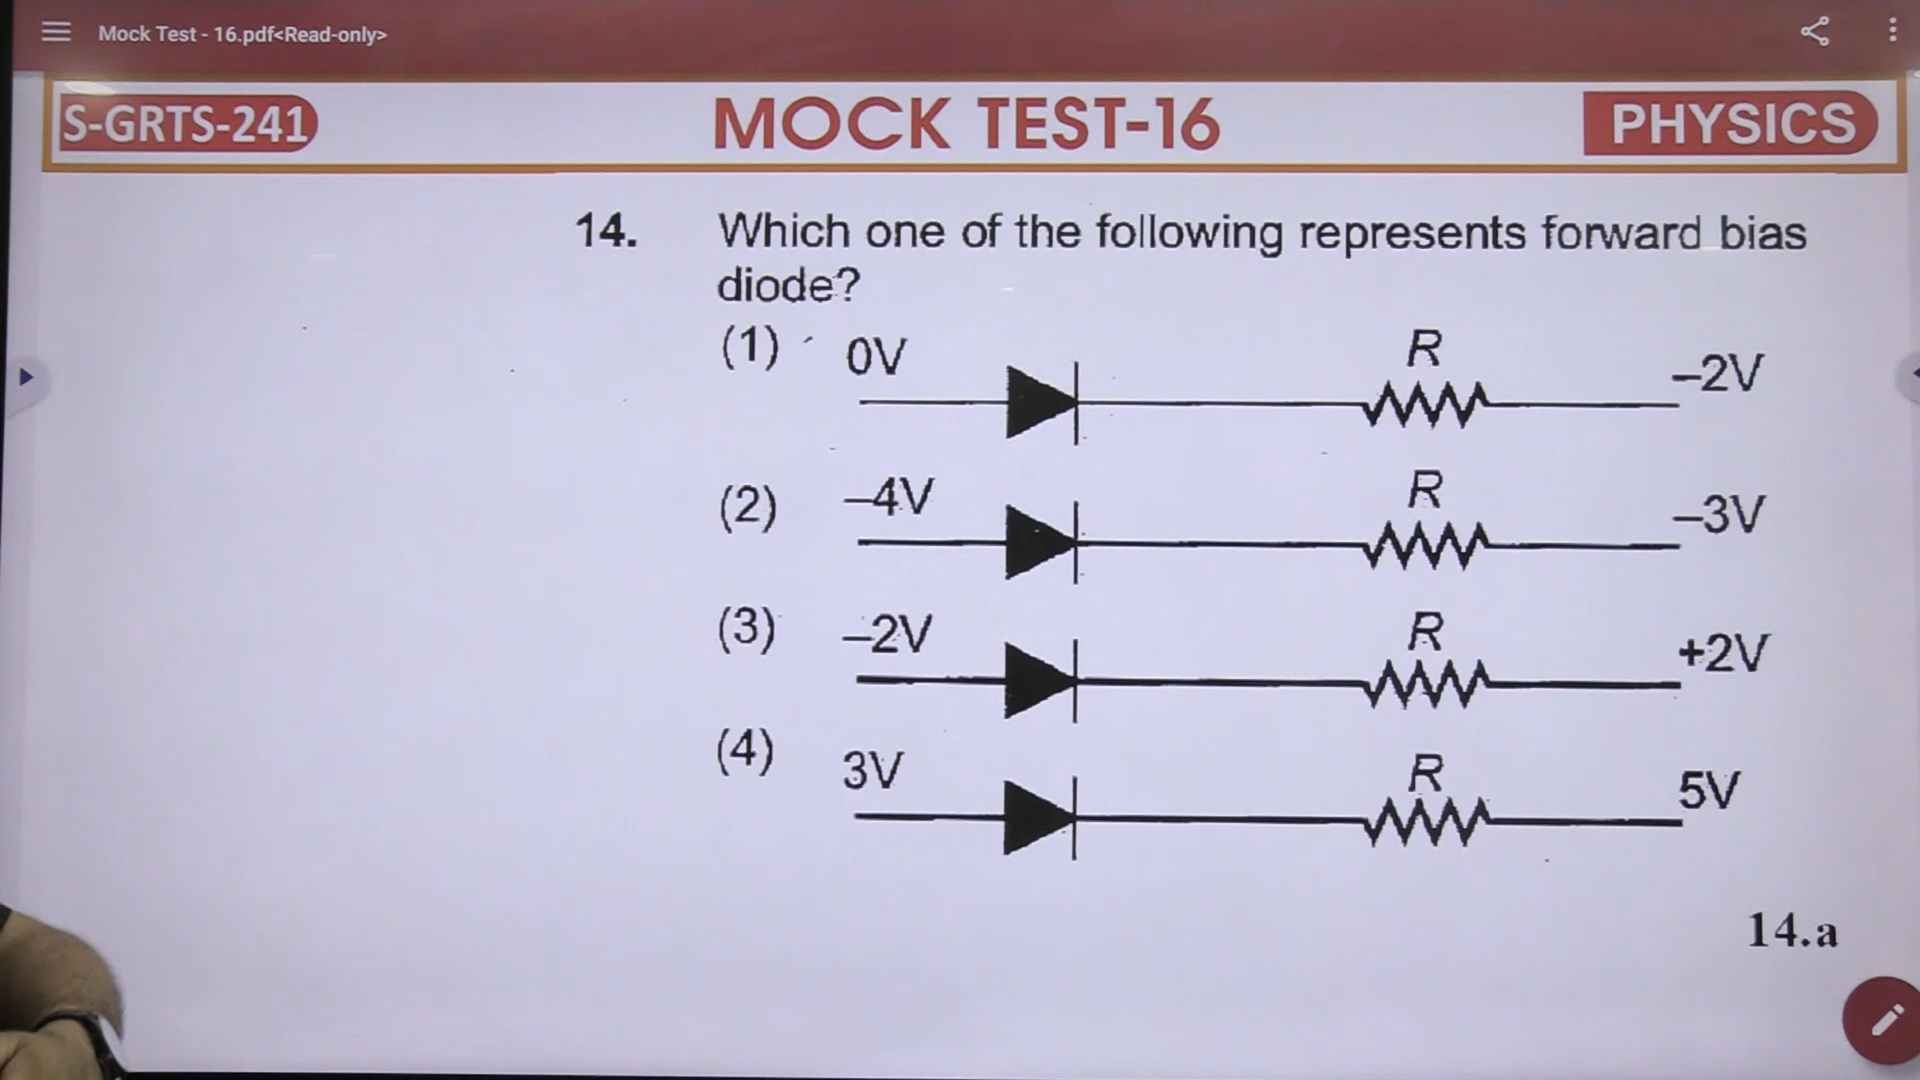 Mock Test - 16.pdf<Read-only>
S-GRTS-241
MOCK TEST-16
PHYSICS
14. Which one of the following represents forward bias
diode?
(1) 0V R –2V
(2) –4V R –3V
(3) –2V R +2V
(4) 3V R 5V
14.a